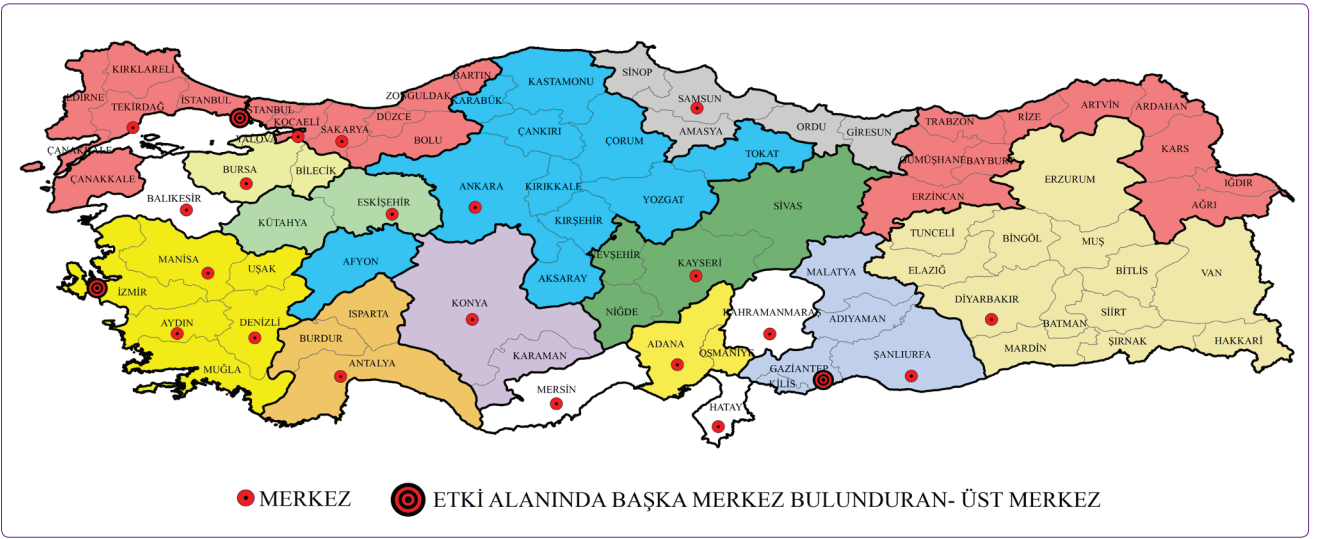 KIRKLARELİ
EDİRNE
TEKİRDAĞ
İSTANBUL
İSTANBUL
KOCAELİ
YALOVA
SAKARYA
DÜZCE
ZONGULDAK
BARTIN
KARABÜK
BOLU
KASTAMONU
SİNOP
SAMSUN
AMASYA
ORDU
GİRESUN
TRABZON
RİZE
ARTVİN
ARDAHAN
KARS
IĞDIR
AĞRI
GÜMÜŞHANE
BAYBURT
ERZİNCAN
ERZURUM
ÇANAKKALE
ÇANAKKALE
BURSA
BİLECİK
BALIKESİR
KÜTAHYA
ESKİŞEHİR
ANKARA
ÇANKIRI
ÇORUM
KIRIKKALE
KIRŞEHİR
YOZGAT
TOKAT
SİVAS
TUNCELİ
BİNGÖL
MUŞ
ELAZIĞ
BİTLİS
VAN
MANİSA
UŞAK
AFYON
AKSARAY
NEVŞEHİR
KAYSERİ
NİĞDE
MALATYA
DİYARBAKIR
BATMAN
SİİRT
ŞIRNAK
HAKKARİ
MARDİN
İZMİR
AYDIN
DENİZLİ
MUĞLA
ISPARTA
BURDUR
ANTALYA
KONYA
KARAMAN
MERSİN
ADANA
OSMANİYE
KAHRAMANMARAŞ
ADIYAMAN
ŞANLIURFA
GAZİANTEP
KİLİS
HATAY
MERKEZ
ETKİ ALANINDA BAŞKA MERKEZ BULUNDURAN- ÜST MERKEZ